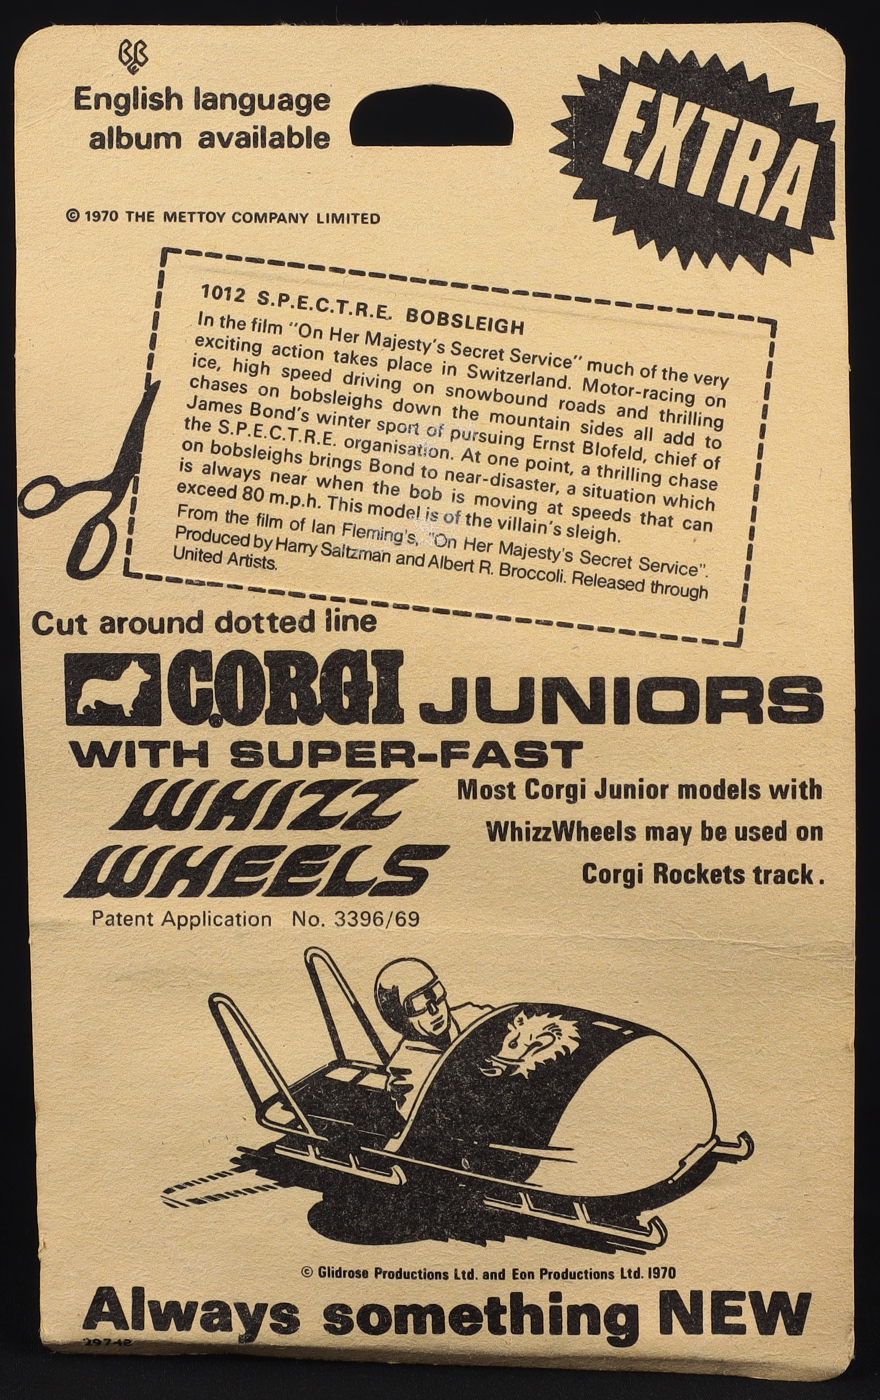 English language
album available
EXTRA
© 1970 THE METTOY COMPANY LIMITED
1012 S.P.E.C.T.R.E. BOBSLEIGH
In the film "On Her Majesty's Secret Service" much of the very
exciting action takes place in Switzerland. Motor-racing on
ice, high speed driving on snowbound roads and thrilling
chases on bobsleighs down the mountain sides all add to
James Bond's winter sport of pursuing Ernst Blofeld, chief of
the S.P.E.C.T.R.E. organisation. At one point, a thrilling chase
on bobsleighs brings Bond to near-disaster, a situation which
is always near when the bob is moving at speeds that can
exceed 80 m.p.h. This model is of the villain's sleigh.
From the film of Ian Fleming's, "On Her Majesty's Secret Service".
Produced by Harry Saltzman and Albert R. Broccoli. Released through
United Artists.
Cut around dotted line
CORGI JUNIORS
WITH SUPER-FAST
WHIZZ
WHEELS
Most Corgi Junior models with
WhizzWheels may be used on
Corgi Rockets track.
Patent Application No. 3396/69
© Glidrose Productions Ltd. and Eon Productions Ltd. 1970
Always something NEW